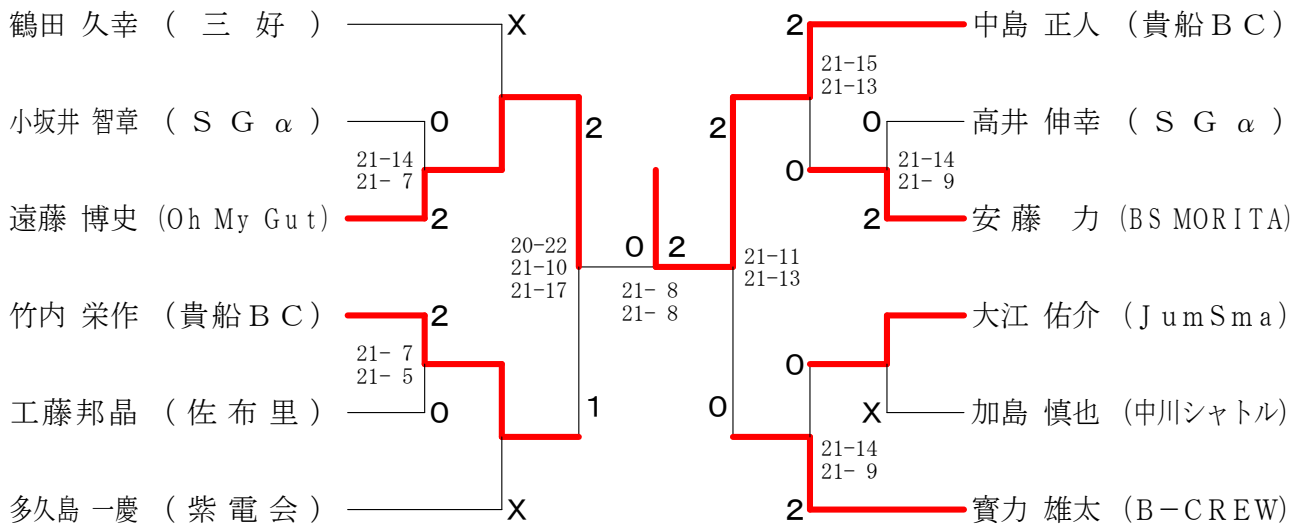 鶴田 久幸 ( 三 好 ) X
小坂井 智章 ( S G α ) 0
21-14
21- 7
遠藤 博史 (Oh My Gut) 2
竹内 栄作 (貴船BC) 2
21- 7
21- 5
工藤邦晶 (佐布里) 0
多久島 一慶 (紫電会) X
2
20-22
21-10
21-17
1
0 2
21- 8
21- 8
2
21-11
21-13
0
2 中島 正人 (貴船BC)
21-15
21-13
0 高井 伸幸 ( S G α )
0
21-14
21- 9
2 安藤 力 (BS MORITA)
大江 佑介 (JumSma)
0
X 加島 慎也 (中川シャトル)
21-14
21- 9
2 寳力 雄太 (B-CREW)